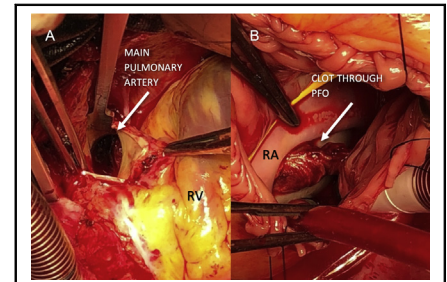 A
MAIN
PULMONARY
ARTERY
RV
B
CLOT THROUGH
PFO
RA